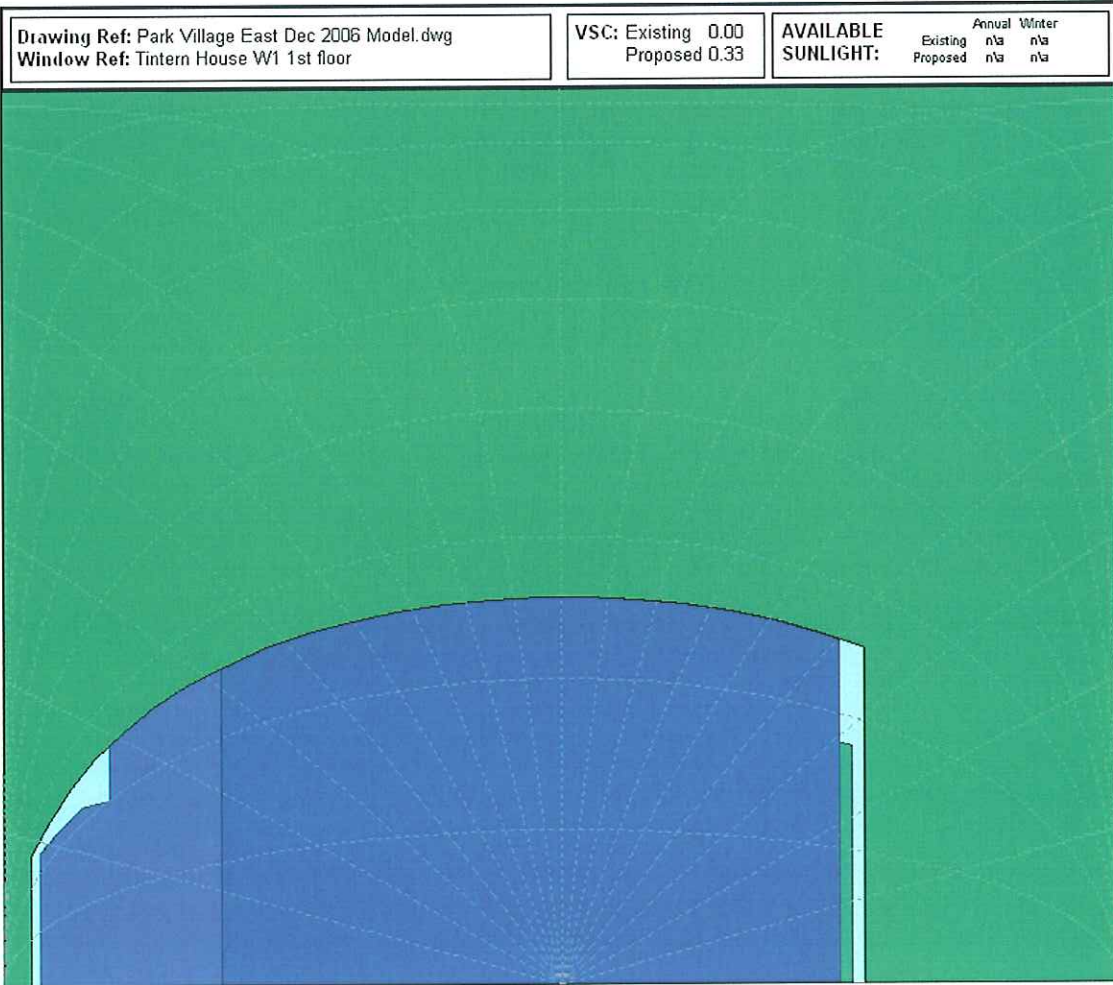 Drawing Ref: Park Village East Dec 2006 Model.dwg
Window Ref: Tintern House W1 1st floor
VSC: Existing 0.00
Proposed 0.33
AVAILABLE SUNLIGHT:
Annual Winter
Existing n\a n\a
Proposed n\a n\a